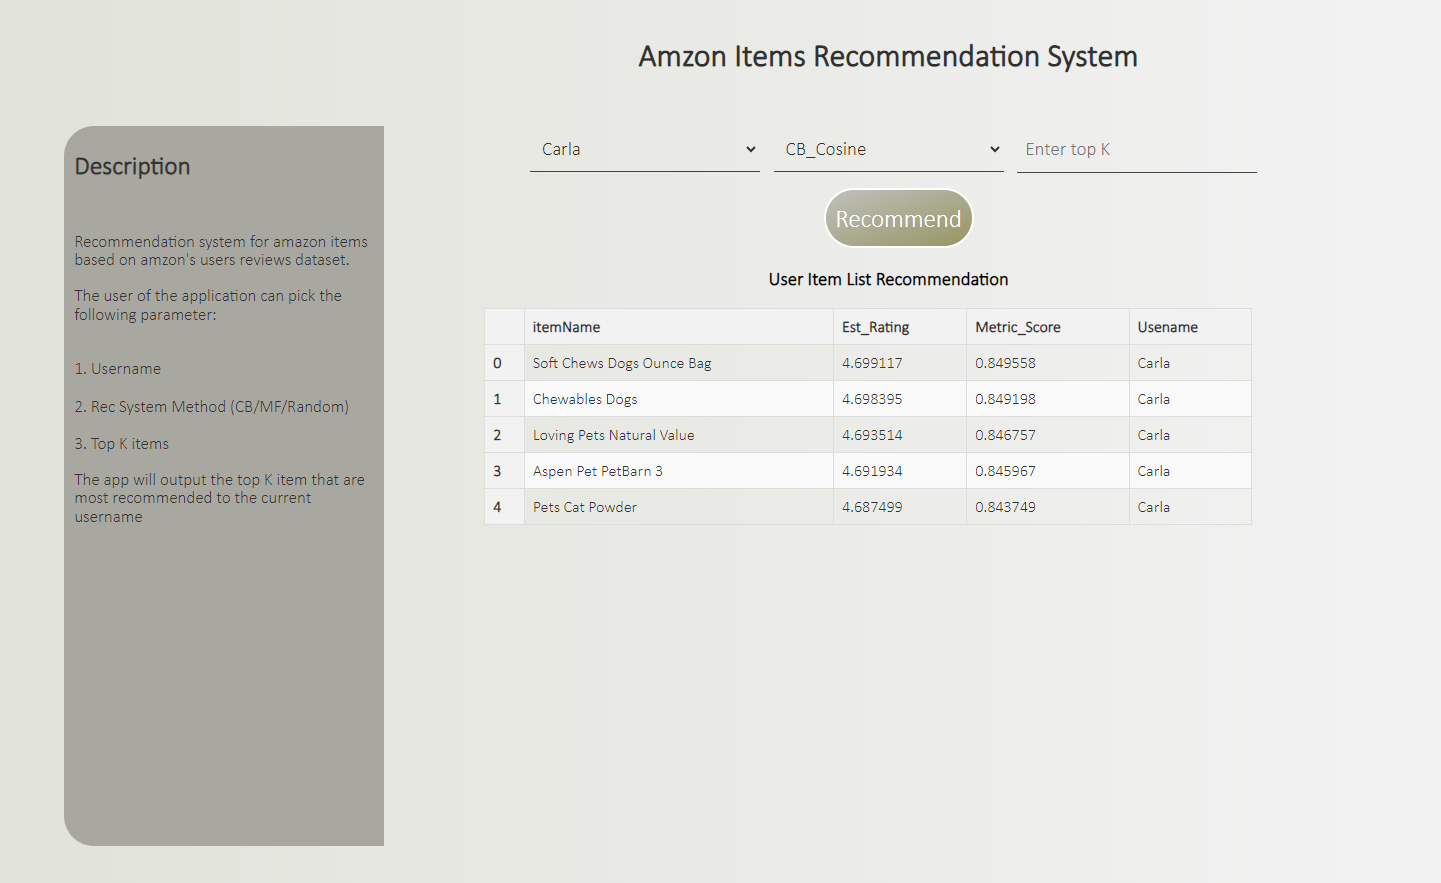 Amzon Items Recommendation System
Description
Recommendation system for amazon items
based on amzon's users reviews dataset.
The user of the application can pick the
following parameter:
1. Username
2. Rec System Method (CB/MF/Random)
3. Top K items
The app will output the top K item that are
most recommended to the current
username
Carla CB_Cosine Enter top K
Recommend
User Item List Recommendation
itemName Est_Rating Metric_Score Usename
0 Soft Chews Dogs Ounce Bag 4.699117 0.849558 Carla
1 Chewables Dogs 4.698395 0.849198 Carla
2 Loving Pets Natural Value 4.693514 0.846757 Carla
3 Aspen Pet PetBarn 3 4.691934 0.845967 Carla
4 Pets Cat Powder 4.687499 0.843749 Carla